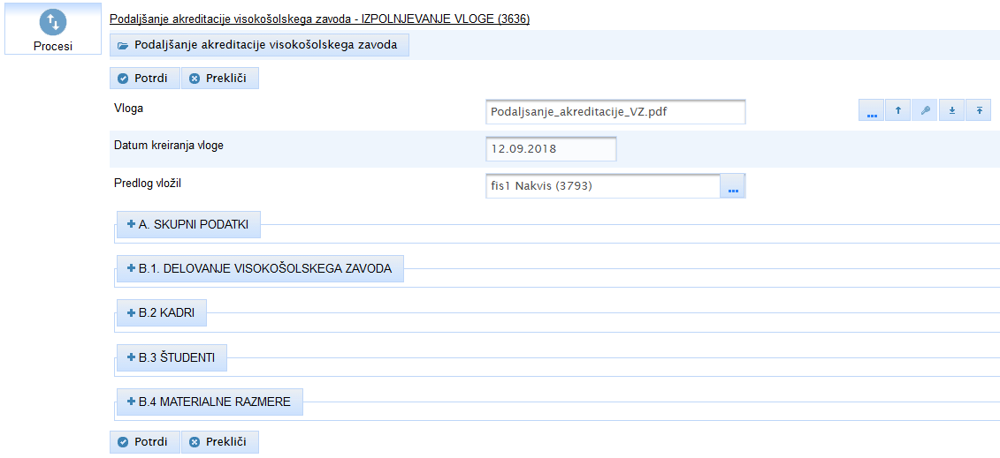 Procesi
Podaljšanje akreditacije visokošolskega zavoda - IZPOLNJEVANJE VLOGE (3636)
Podaljšanje akreditacije visokošolskega zavoda
Potrdi Prekliči
Vloga Podaljsanje_akreditacije_VZ.pdf ...
Datum kreiranja vloge 12.09.2018
Predlog vložil fis1 Nakvis (3793) ...
A. SKUPNI PODATKI
B.1. DELOVANJE VISOKOŠOLSKEGA ZAVODA
B.2 KADRI
B.3 ŠTUDENTI
B.4 MATERIALNE RAZMERE
Potrdi Prekliči